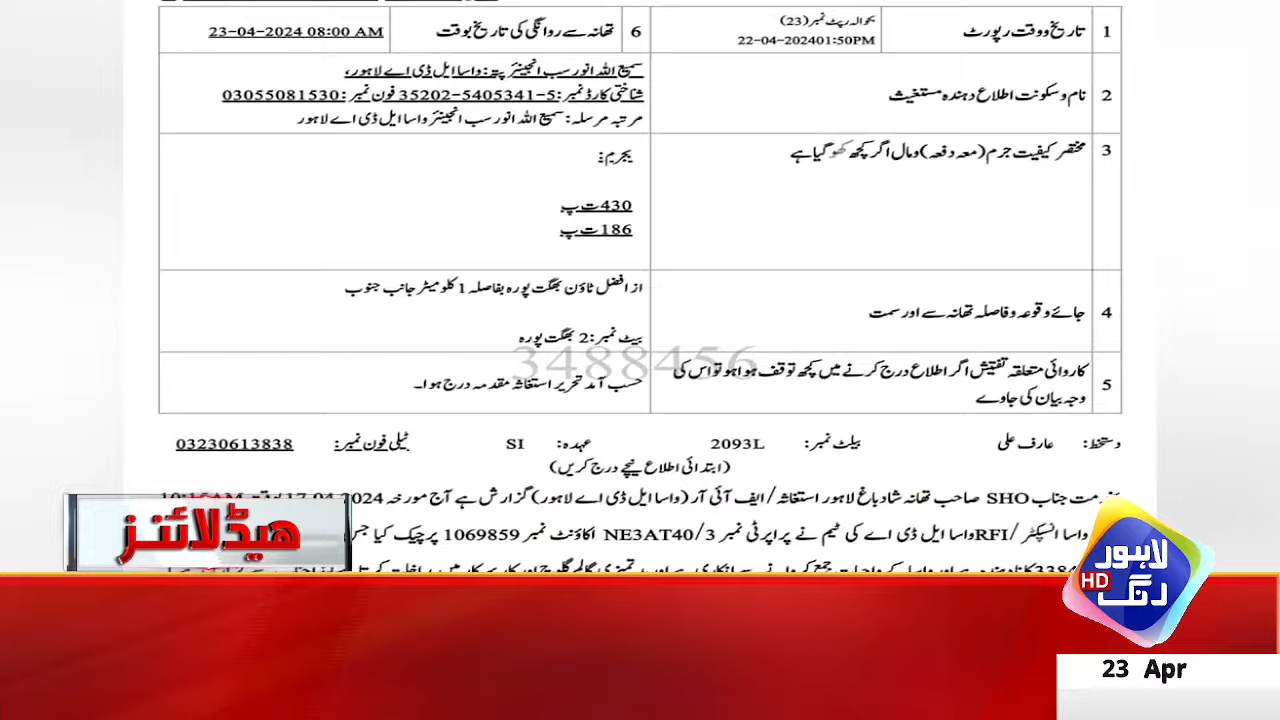 1 تاریخ و وقت رپورٹ بحوالہ رپٹ نمبر(23) 22-04-202401:50PM 6 تھانہ سے روانگی کی تاریخ بوقت 23-04-2024 08:00 AM
2 نام و سکونت اطلاع دہندہ مستغیث
سمیع اللہ انور سب انجینئر پتہ: واسا ایل ڈی اے لاہور،
شناختی کارڈ نمبر: 5-5405341-35202 فون نمبر: 03055081530
مرتبہ مرسلہ: سمیع اللہ انور سب انجینئر واسا ایل ڈی اے لاہور
3 مختصر کیفیت جرم (معہ دفعہ) و مال اگر کچھ کھو گیا ہے
بجرم:
430 ت پ
186 ت پ
4 جائے وقوعہ و فاصلہ تھانہ سے اور سمت
از افضل ٹاؤن بھگت پورہ بفاصلہ 1 کلومیٹر جانب جنوب
بیٹ نمبر: 2 بھگت پورہ
3488456
5 کاروائی متعلقہ تفتیش اگر اطلاع درج کرنے میں کچھ توقف ہوا ہو تو اس کی
وجہ بیان کی جاوے
حسب آمد تحریر استغاثہ مقدمہ درج ہوا۔
دستخط: عارف علی بیلٹ نمبر: 2093L عہدہ: SI ٹیلی فون نمبر: 03230613838
(ابتدائی اطلاع نیچے درج کریں)
جناب SHO صاحب تھانہ شادباغ لاہور استغاثہ/ایف آئی آر (واسا ایل ڈی اے لاہور) گزارش ہے آج مورخہ 17.04.2024
واسا انسپکٹر/RFI واسا ایل ڈی اے کی ٹیم نے پراپرٹی نمبر NE3AT40/3 اکاؤنٹ نمبر 1069859 پر چیک کیا
ہیڈلائنز
لاہور
رنگ
HD
23 Apr